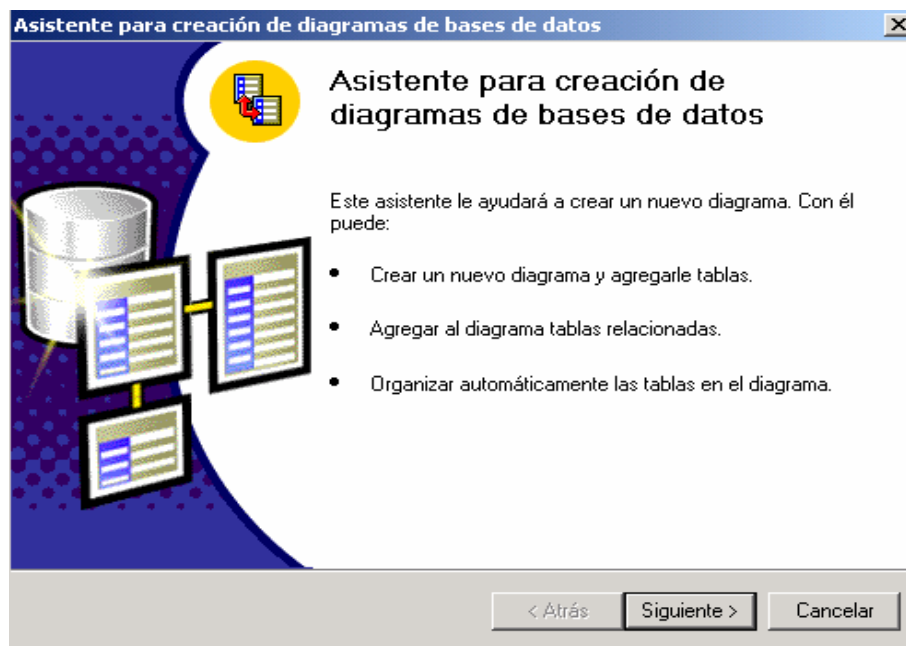 Asistente para creación de diagramas de bases de datos
Asistente para creación de
diagramas de bases de datos
Este asistente le ayudará a crear un nuevo diagrama. Con él
puede:
• Crear un nuevo diagrama y agregarle tablas.
• Agregar al diagrama tablas relacionadas.
• Organizar automáticamente las tablas en el diagrama.
< Atrás Siguiente > Cancelar